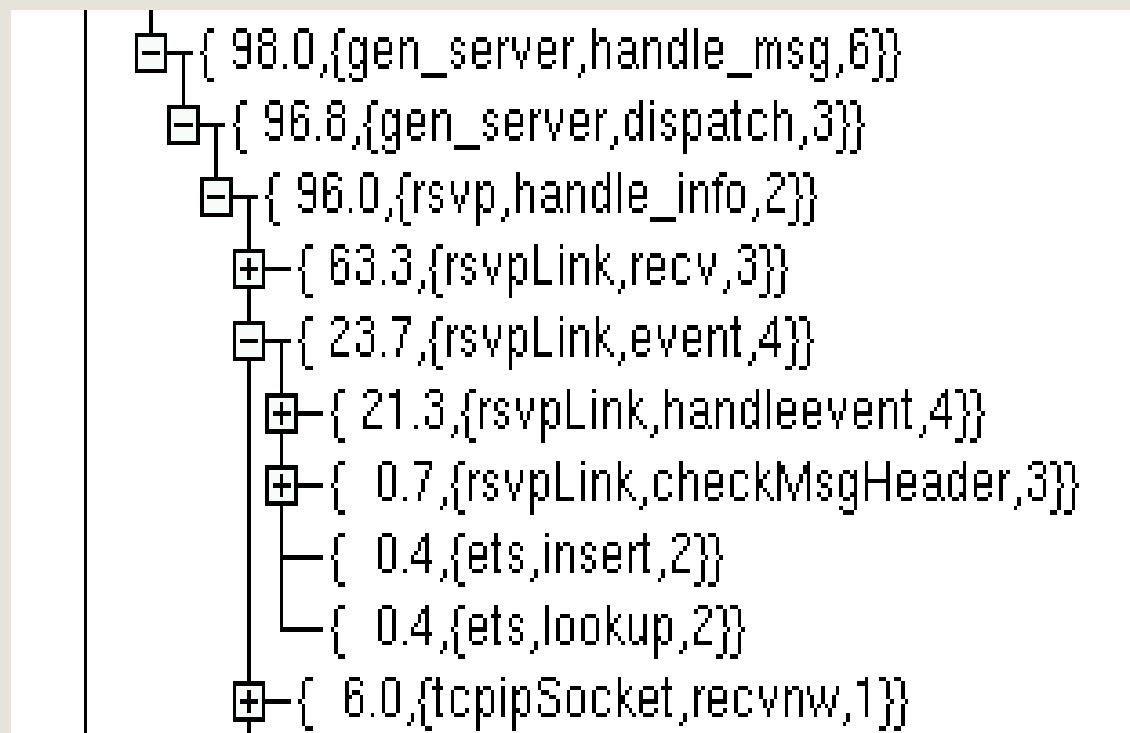 { 98.0,{gen_server,handle_msg,6}}
{ 96.8,{gen_server,dispatch,3}}
{ 96.0,{rsvp,handle_info,2}}
{ 63.3,{rsvpLink,recv,3}}
{ 23.7,{rsvpLink,event,4}}
{ 21.3,{rsvpLink,handleevent,4}}
{  0.7,{rsvpLink,checkMsgHeader,3}}
{  0.4,{ets,insert,2}}
{  0.4,{ets,lookup,2}}
{  6.0,{tcpipSocket,recvnw,1}}